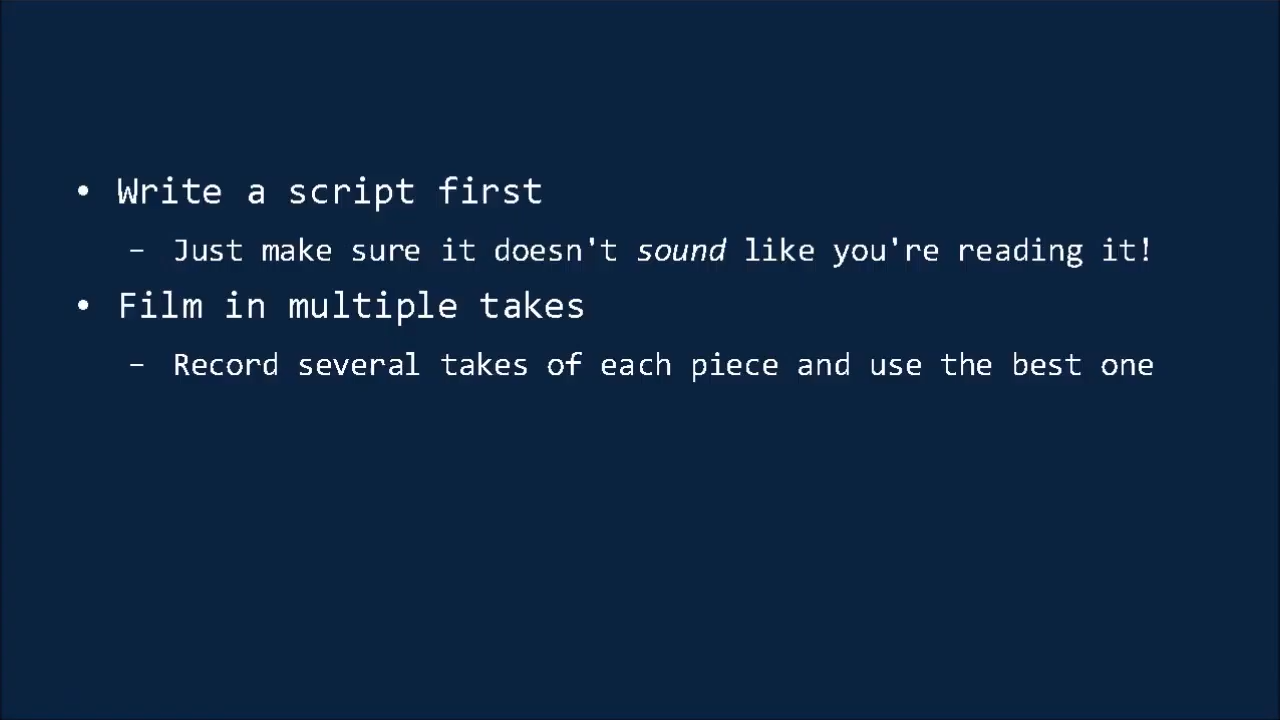 • Write a script first
– Just make sure it doesn't sound like you're reading it!
• Film in multiple takes
– Record several takes of each piece and use the best one